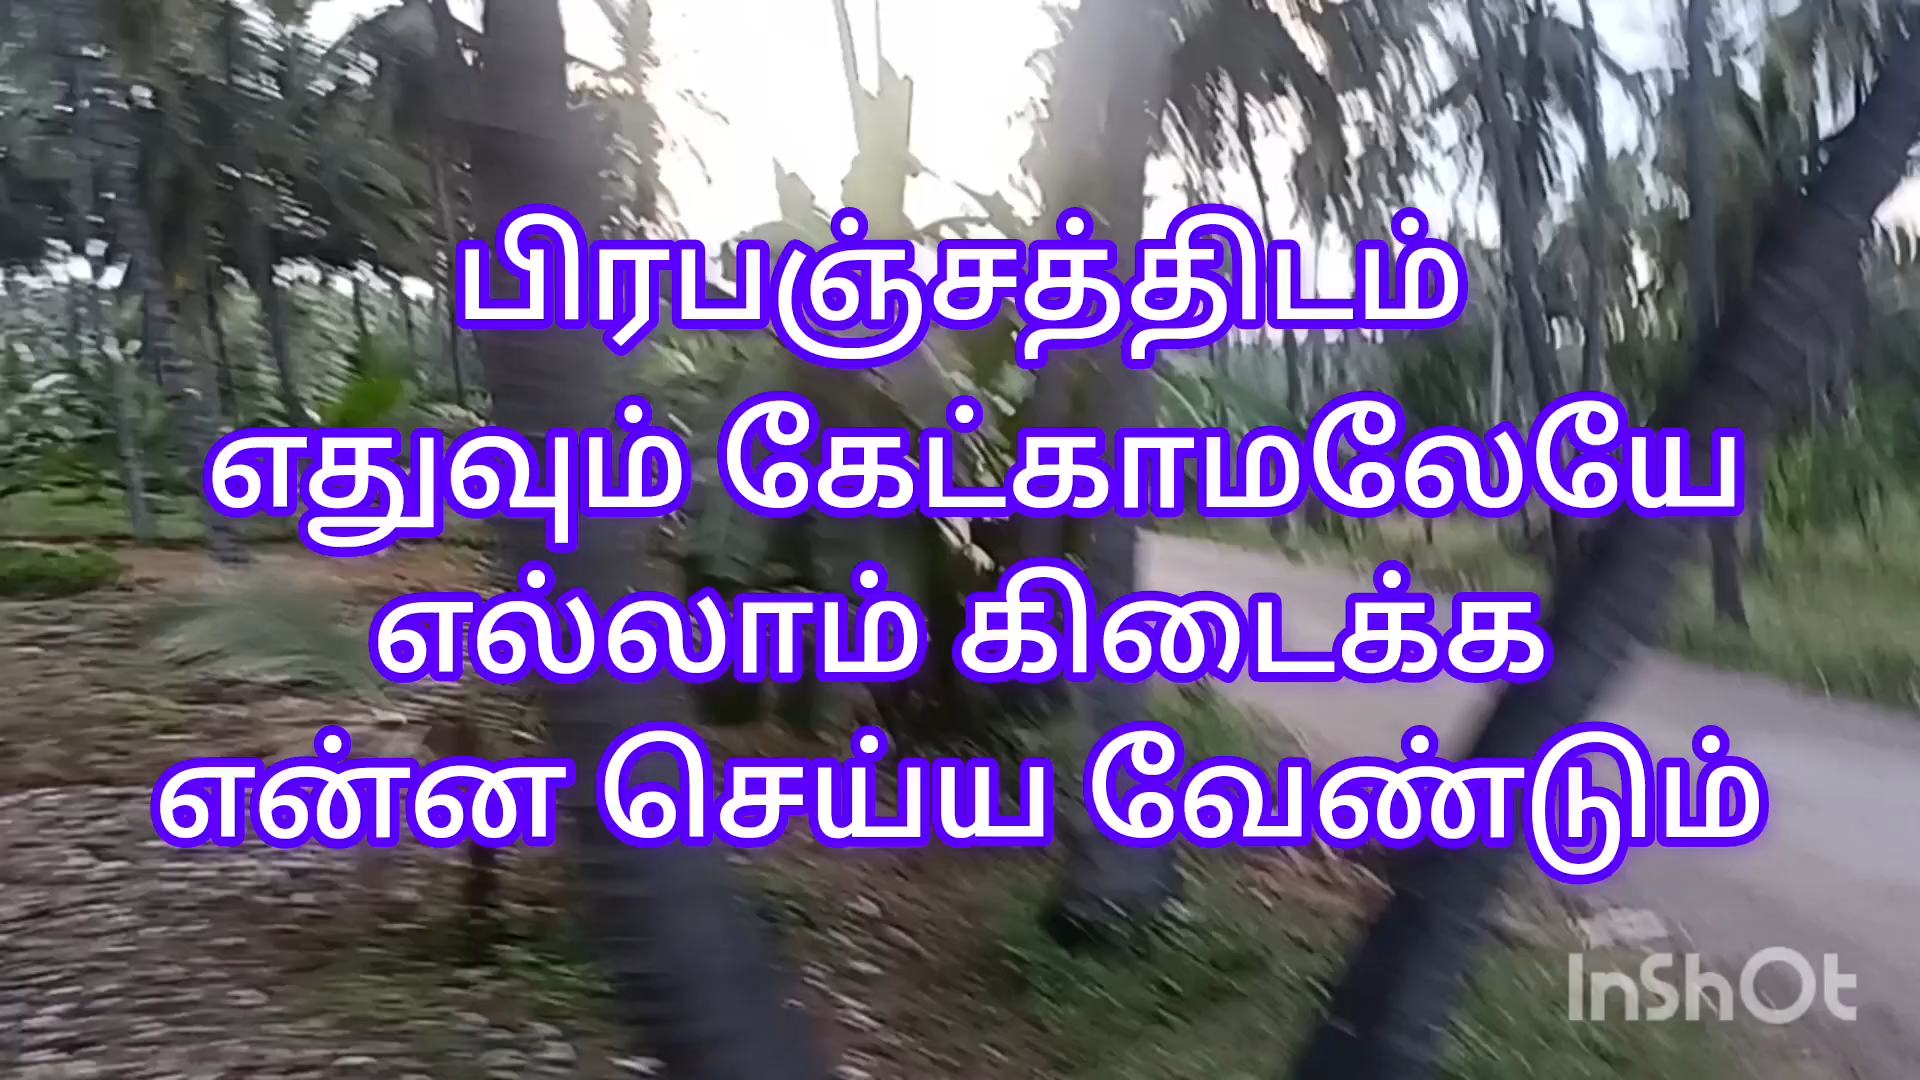 பிரபஞ்சத்திடம்
எதுவும் கேட்காமலேயே
எல்லாம் கிடைக்க
என்ன செய்ய வேண்டும்
InShOt